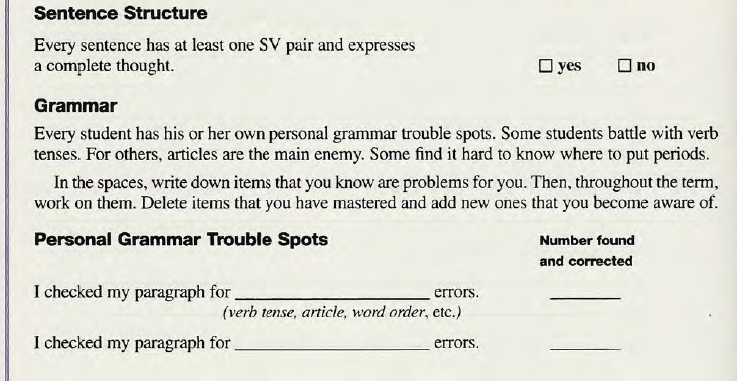 Sentence Structure
Every sentence has at least one SV pair and expresses
a complete thought. □ yes □ no
Grammar
Every student has his or her own personal grammar trouble spots. Some students battle with verb
tenses. For others, articles are the main enemy. Some find it hard to know where to put periods.
In the spaces, write down items that you know are problems for you. Then, throughout the term,
work on them. Delete items that you have mastered and add new ones that you become aware of.
Personal Grammar Trouble Spots Number found
and corrected
I checked my paragraph for ____________________ errors. ________
(verb tense, article, word order, etc.)
I checked my paragraph for ____________________ errors. ________